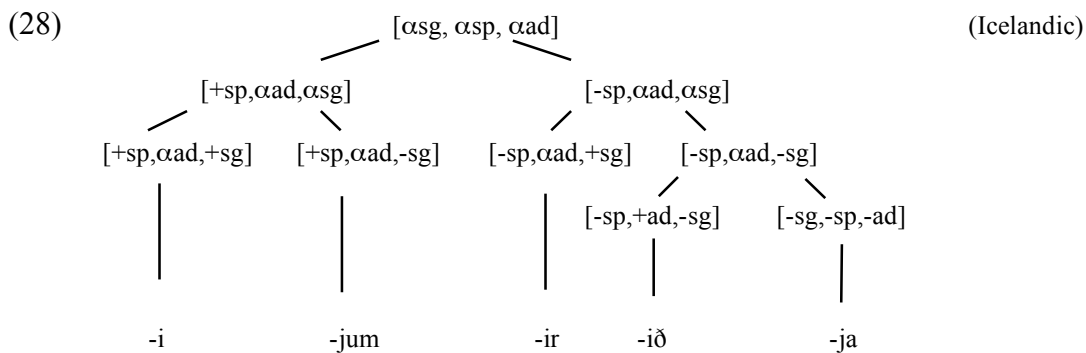 (28) [αsg, αsp, αad] (Icelandic)
[+sp,αad,αsg] [-sp,αad,αsg]
[+sp,αad,+sg] [+sp,αad,-sg] [-sp,αad,+sg] [-sp,αad,-sg]
[-sp,+ad,-sg] [-sg,-sp,-ad]
-i -jum -ir -ið -ja